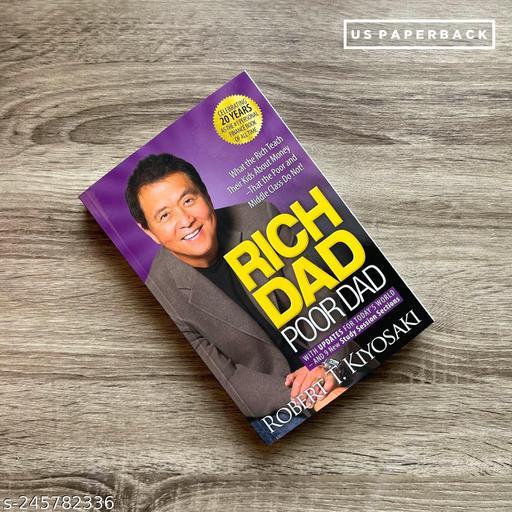 US PAPERBACK
CELEBRATING
20 YEARS
AS THE #1 PERSONAL
FINANCE BOOK
OF ALL TIME
What the Rich Teach
Their Kids About Money
—That the Poor and
Middle Class Do Not!
RICH
DAD
POOR DAD
WITH UPDATES FOR TODAY'S WORLD
—AND 9 New Study Session Sections
ROBERT T. KIYOSAKI
s-245782336